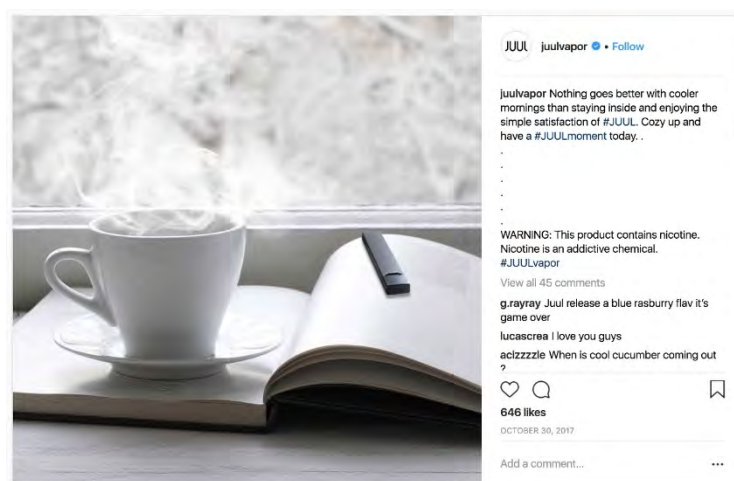 JUUL
juulvapor • Follow
juulvapor Nothing goes better with cooler
mornings than staying inside and enjoying the
simple satisfaction of #JUUL. Cozy up and
have a #JUULmoment today. .
.
.
.
.
.
.
WARNING: This product contains nicotine.
Nicotine is an addictive chemical.
#JUULvapor
View all 45 comments
g.rayray Juul release a blue rasburry flav it's
game over
lucascrea I love you guys
acizzzzle When is cool cucumber coming out
?
646 likes
OCTOBER 30, 2017
Add a comment...